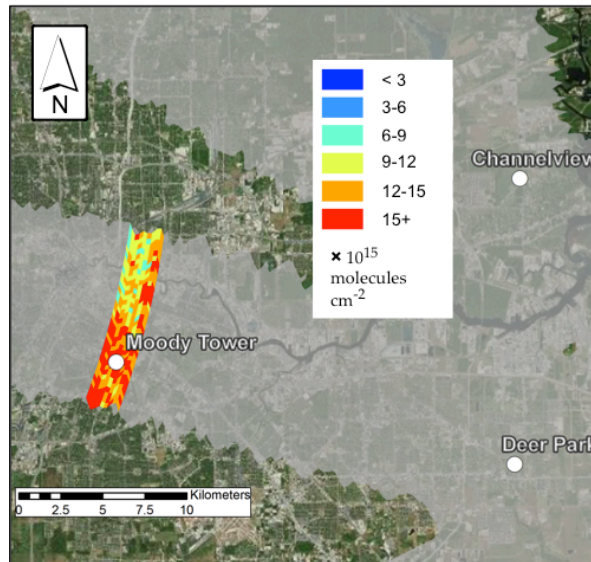 N
< 3
3-6
6-9
9-12
12-15
15+
× 10^15
molecules
cm^-2
Channelview
Moody Tower
Deer Park
Kilometers
0 2.5 5 7.5 10